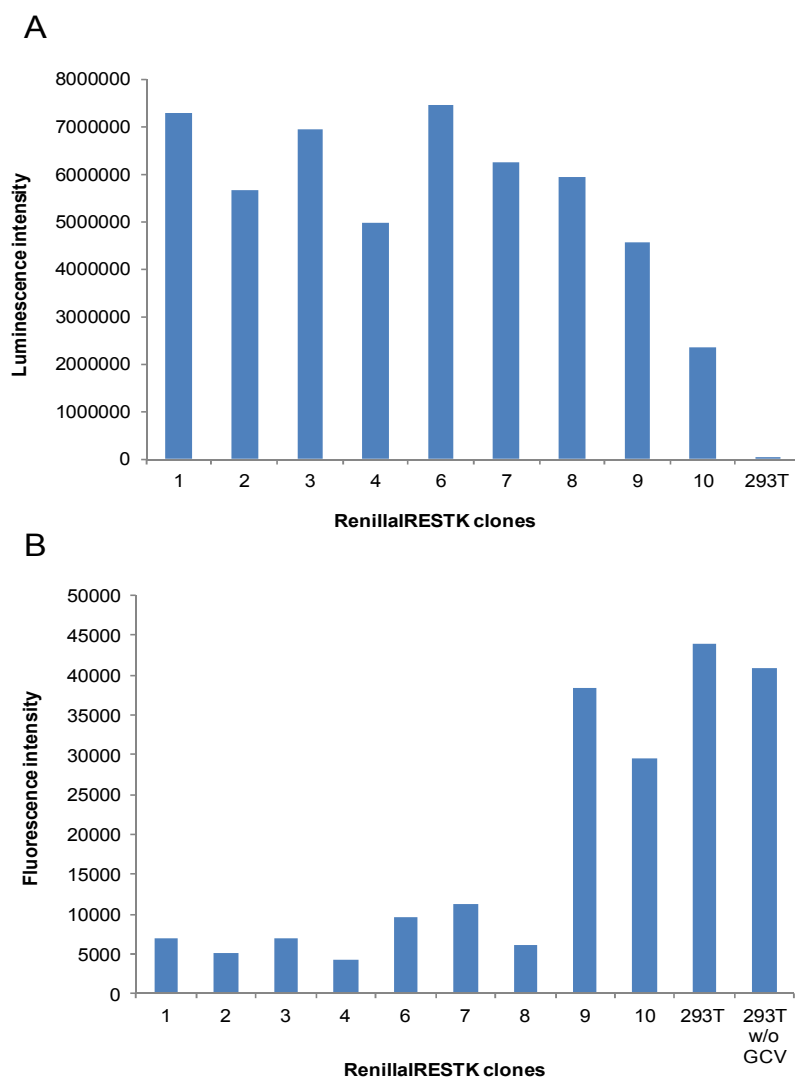 A
8000000
7000000
6000000
5000000
4000000
3000000
2000000
1000000
0
Luminescence intensity
1 2 3 4 6 7 8 9 10 293T
RenillaIRESTK clones
B
50000
45000
40000
35000
30000
25000
20000
15000
10000
5000
0
Fluorescence intensity
1 2 3 4 6 7 8 9 10 293T 293T
w/o
GCV
RenillaIRESTK clones